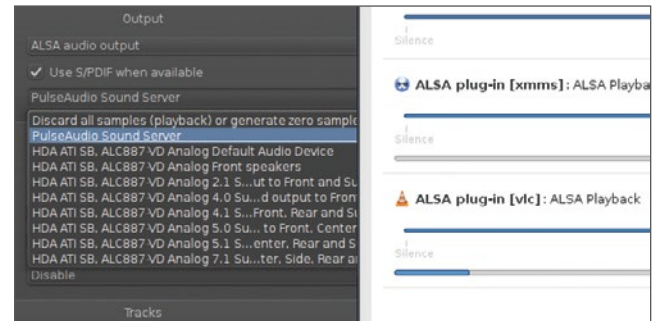 Output
ALSA audio output
Use S/PDIF when available
PulseAudio Sound Server
Discard all samples (playback) or generate zero sample
PulseAudio Sound Server
HDA ATI SB, ALC887-VD Analog Default Audio Device
HDA ATI SB, ALC887-VD Analog Front speakers
HDA ATI SB, ALC887-VD Analog 2.1 S...ut to Front and Su
HDA ATI SB, ALC887-VD Analog 4.0 Su...d output to Fron
HDA ATI SB, ALC887-VD Analog 4.1 S...Front, Rear and Su
HDA ATI SB, ALC887-VD Analog 5.0 Su... to Front, Center
HDA ATI SB, ALC887-VD Analog 5.1 S...enter, Rear and S
HDA ATI SB, ALC887-VD Analog 7.1 Su...ter, Side, Rear a
Disable
Tracks
Silence
ALSA plug-in [xmms]: ALSA Playba
Silence
ALSA plug-in [vlc]: ALSA Playback
Silence